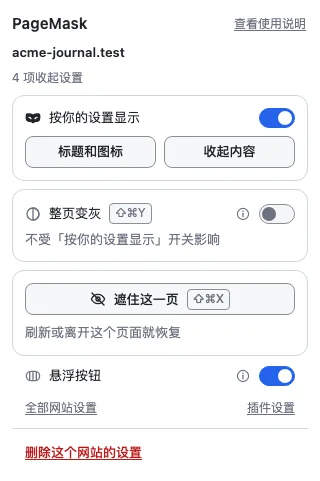 PageMask 查看使用说明
acme-journal.test
4 项收起设置
按你的设置显示
标题和图标 收起内容
整页变灰 ⇧⌘Y
不受「按你的设置显示」开关影响
遮住这一页 ⇧⌘X
刷新或离开这个页面就恢复
悬浮按钮
全部网站设置 插件设置
删除这个网站的设置